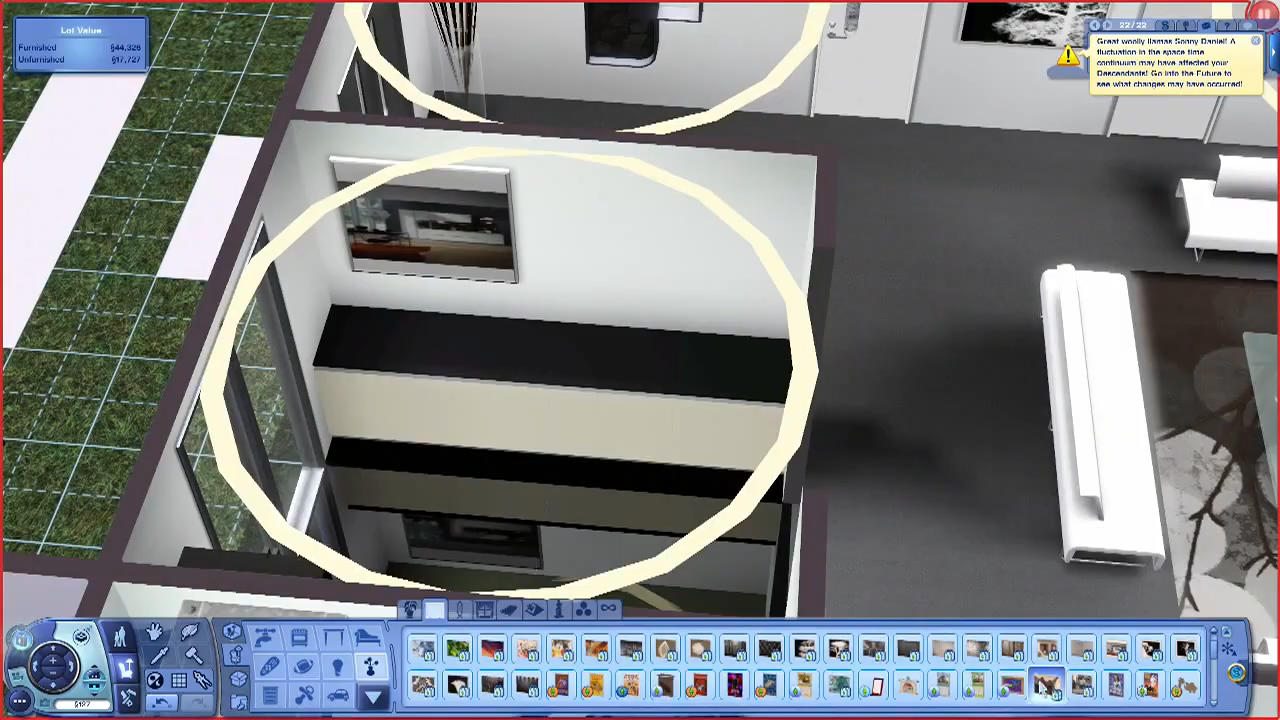 Lot Value
Furnished §44,326
Unfurnished §17,727
22/22
Great woolly llamas Sonny Daniel! A
fluctuation in the space time
continuum may have affected your
Descendants! Go into the Future to
see what changes may have occurred!
§187